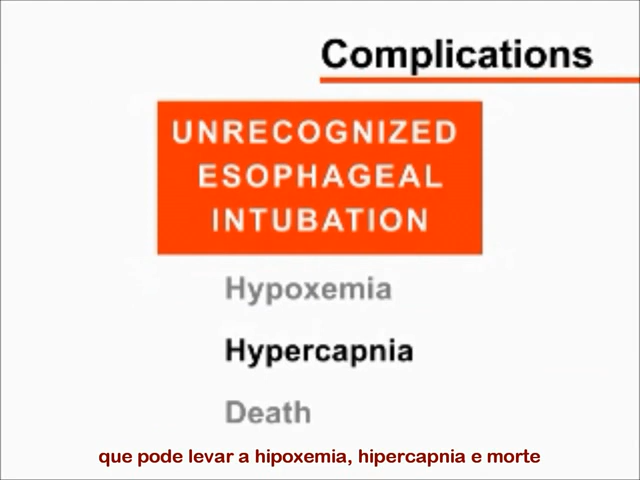 Complications
UNRECOGNIZED
ESOPHAGEAL
INTUBATION
Hypoxemia
Hypercapnia
Death
que pode levar a hipoxemia, hipercapnia e morte